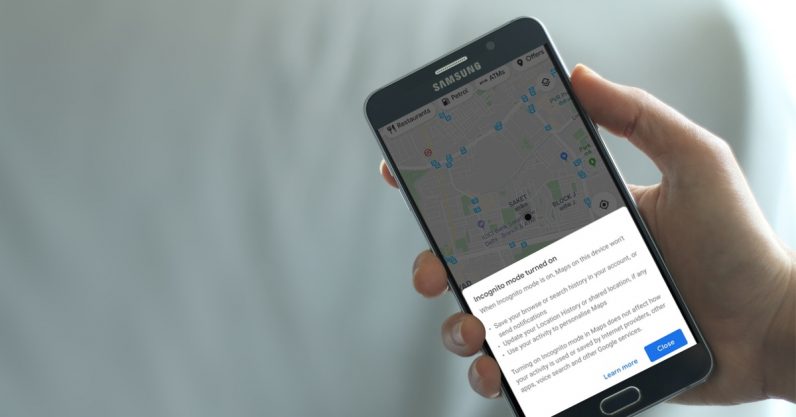 SAMSUNG
Restaurants Petrol ATMs Offers
SAKET
BLOCK J
Incognito mode turned on
When Incognito mode is on, Maps on this device won't
• Save your browse or search history in your account, or
send notifications
• Update your Location History or shared location, if any
• Use your activity to personalise Maps
Turning on Incognito mode in Maps does not affect how
your activity is used or saved by Internet providers, other
apps, voice search and other Google services.
Learn more Close